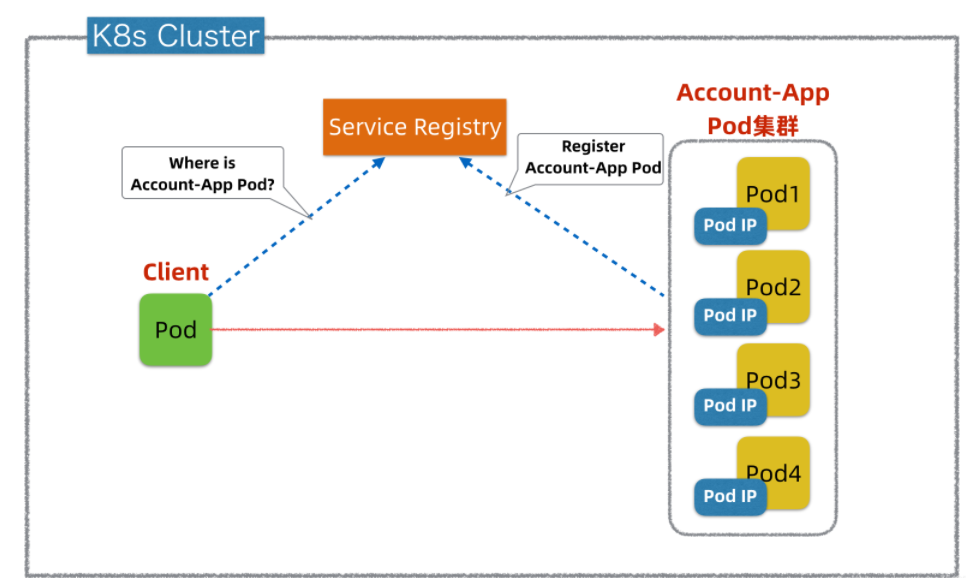 K8s Cluster
Account-App
Pod集群
Service Registry
Register
Account-App Pod
Where is
Account-App Pod?
Pod1
Pod IP
Client
Pod
Pod2
Pod IP
Pod3
Pod IP
Pod4
Pod IP